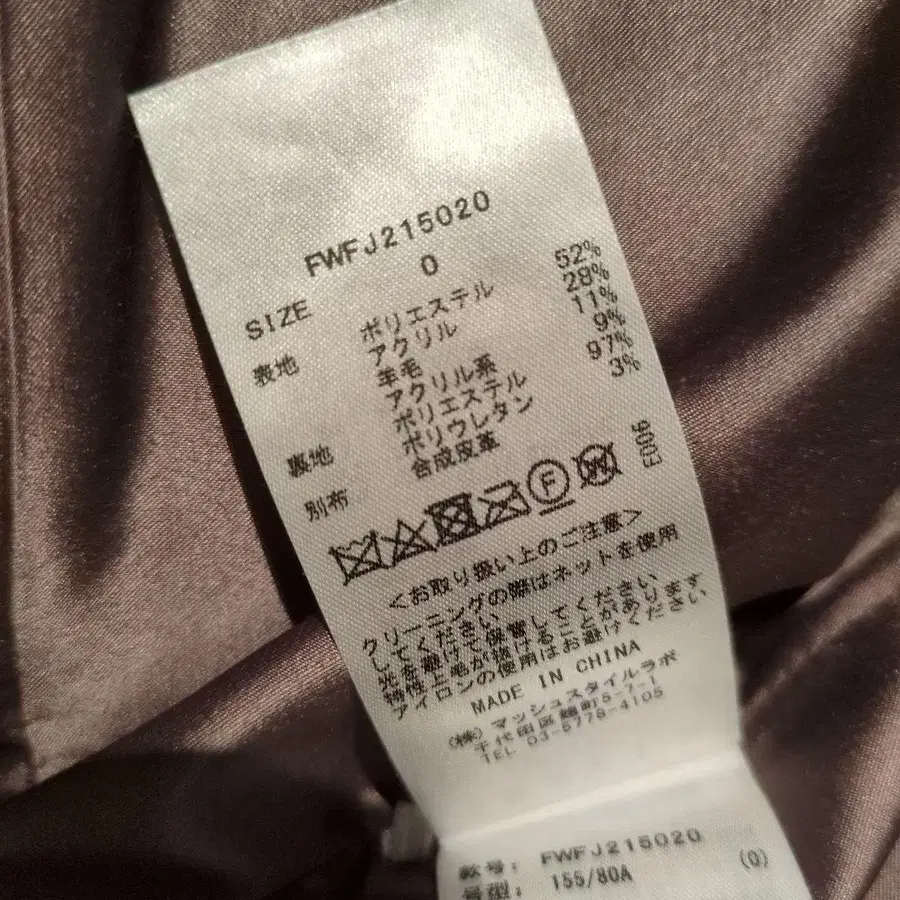 FWFJ215020
SIZE 0
表地 ポリエステル 52%
アクリル 28%
羊毛 11%
アクリル系 9%
裏地 ポリエステル 97%
ポリウレタン 3%
別布 合成皮革
F W E006
<お取り扱い上のご注意>
クリーニングの際はネットを使用
してください
光を避けて保管してください
特性上毛が抜けることがあります
アイロンの使用はお避けください
MADE IN CHINA
(株)マッシュスタイルラボ
千代田区麹町5-7-1
TEL 03-5778-4105
款号: FWFJ215020
号型: 155/80A (0)